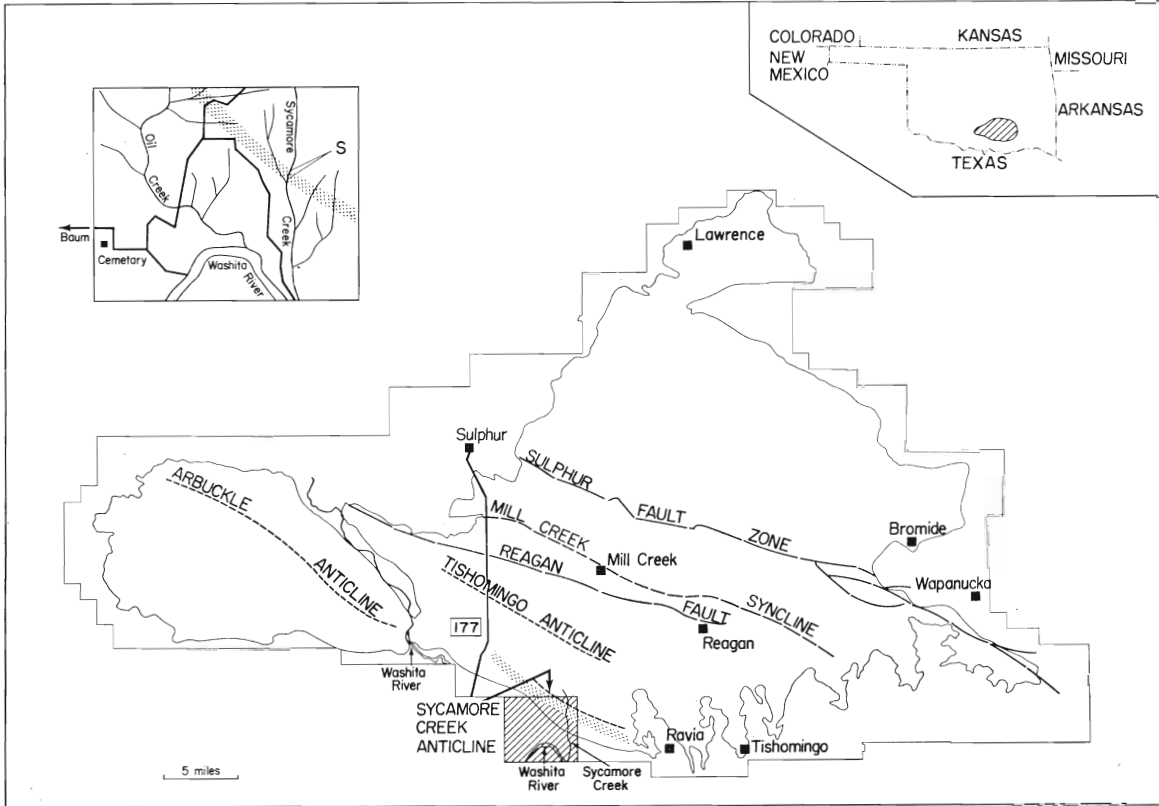 COLORADO
KANSAS
NEW
MEXICO
MISSOURI
ARKANSAS
TEXAS
Sycamore
S
Oil
Creek
Creek
Baum
Cemetary
Washita
River
Lawrence
Sulphur
SULPHUR
FAULT
ZONE
ARBUCKLE
ANTICLINE
MILL
CREEK
SYNCLINE
Bromide
Mill Creek
REAGAN
FAULT
Wapanucka
TISHOMINGO
ANTICLINE
177
Reagan
Washita
River
SYCAMORE
CREEK
ANTICLINE
Ravia
Tishomingo
Washita
River
Sycamore
Creek
5 miles